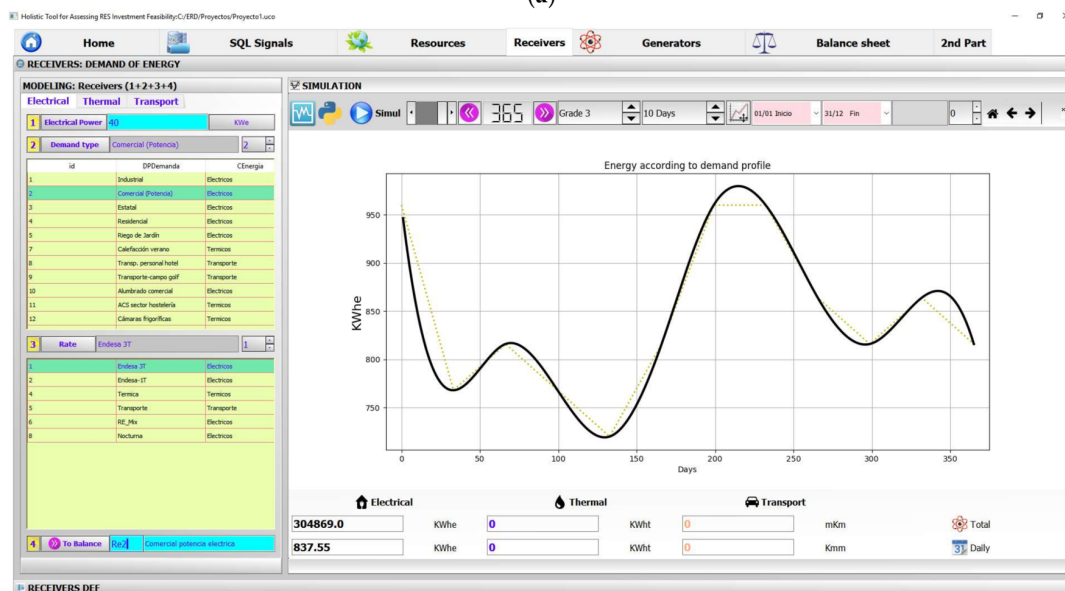 (a)
Holistic Tool for Assessing RES Investment Feasibility:C:/ERD/Proyectos/Proyecto1.uco
Home SQL Signals Resources Receivers Generators Balance sheet 2nd Part
RECEIVERS: DEMAND OF ENERGY
MODELING: Receivers (1+2+3+4)
Electrical Thermal Transport
1 Electrical Power 40 KWe
2 Demand type Comercial (Potencia) 2
id DPDemanda CEnergia
1 Industrial Electricos
2 Comercial (Potencia) Electricos
3 Estatal Electricos
4 Residencial Electricos
5 Riego de Jardín Electricos
7 Calefacción verano Termicos
8 Transp. personal hotel Transporte
9 Transporte-campo golf Transporte
10 Alumbrado comercial Electricos
11 ACS sector hostelería Termicos
12 Cámaras frigoríficas Termicos
3 Rate Endesa 3T 1
1 Endesa 3T Electricos
2 Endesa-1T Electricos
4 Termica Termicos
5 Transporte Transporte
6 RE_Mix Electricos
8 Nocturna Electricos
4 To Balance Re2 Comercial potencia electrica
SIMULATION
Simul 365 Grade 3 10 Days 01/01 Inicio 31/12 Fin 0
Energy according to demand profile
KWhe
950
900
850
800
750
0 50 100 150 200 250 300 350
Days
Electrical Thermal Transport
304869.0 KWhe 0 KWht 0 mKm Total
837.55 KWhe 0 KWht 0 Kmm 31 Daily
RECEIVERS DEF